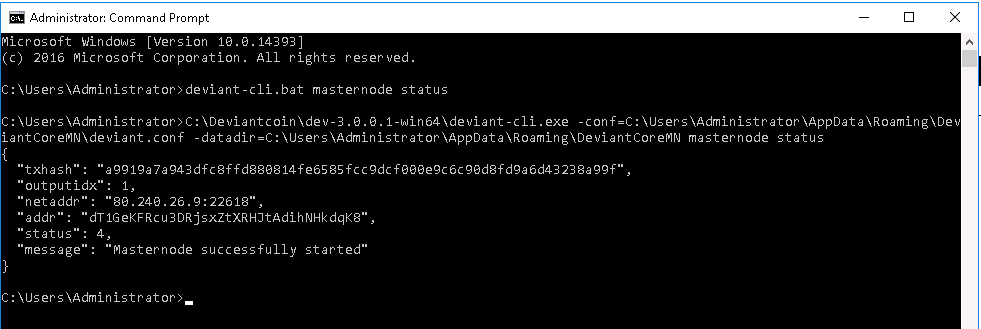 Administrator: Command Prompt
Microsoft Windows [Version 10.0.14393]
(c) 2016 Microsoft Corporation. All rights reserved.
C:\Users\Administrator>deviant-cli.bat masternode status
C:\Users\Administrator>C:\Deviantcoin\dev-3.0.0.1-win64\deviant-cli.exe -conf=C:\Users\Administrator\AppData\Roaming\Dev
iantCoreMN\deviant.conf -datadir=C:\Users\Administrator\AppData\Roaming\DeviantCoreMN masternode status
{
  "txhash": "a9919a7a943dfc8ffd880814fe6585fcc9dcf000e9c6c90d8fd9a6d43238a99f",
  "outputidx": 1,
  "netaddr": "80.240.26.9:22618",
  "addr": "dT1GeKFRcu3DRjsxZtXRHJtAdihNHkdqK8",
  "status": 4,
  "message": "Masternode successfully started"
}
C:\Users\Administrator>